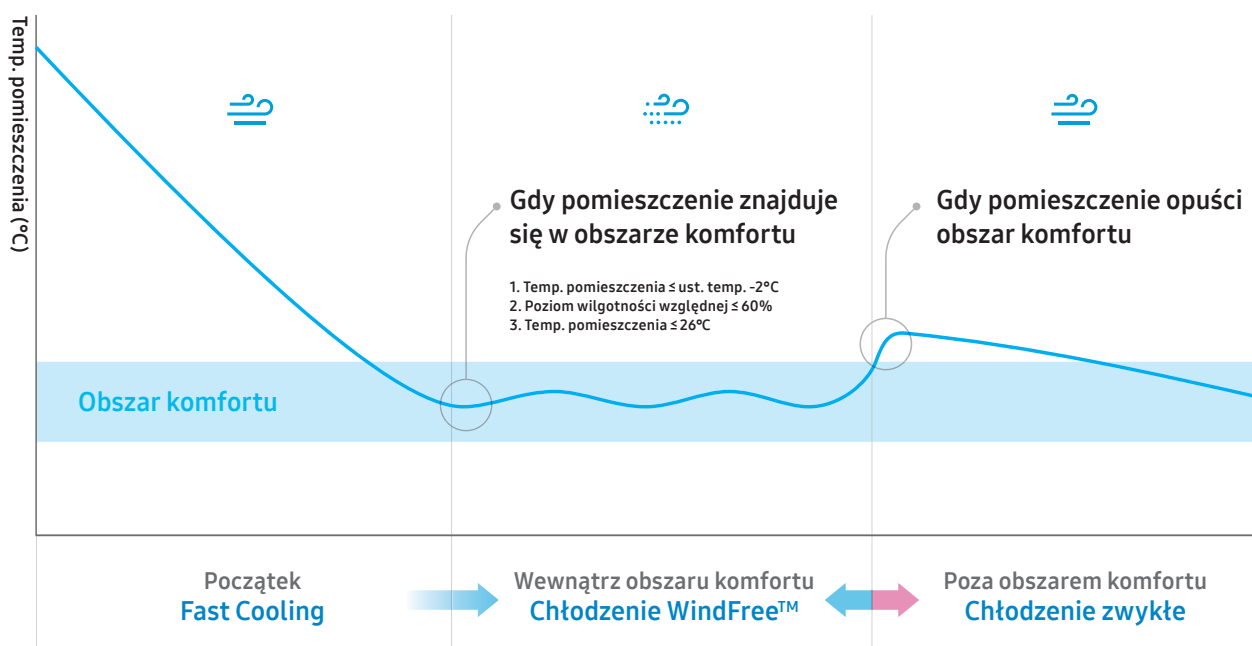 Temp. pomieszczenia (°C)
Gdy pomieszczenie znajduje
się w obszarze komfortu
1. Temp. pomieszczenia ≤ ust. temp. -2°C
2. Poziom wilgotności względnej ≤ 60%
3. Temp. pomieszczenia ≤ 26°C
Gdy pomieszczenie opuści
obszar komfortu
Obszar komfortu
Początek
Fast Cooling
Wewnątrz obszaru komfortu
Chłodzenie WindFree™
Poza obszarem komfortu
Chłodzenie zwykłe